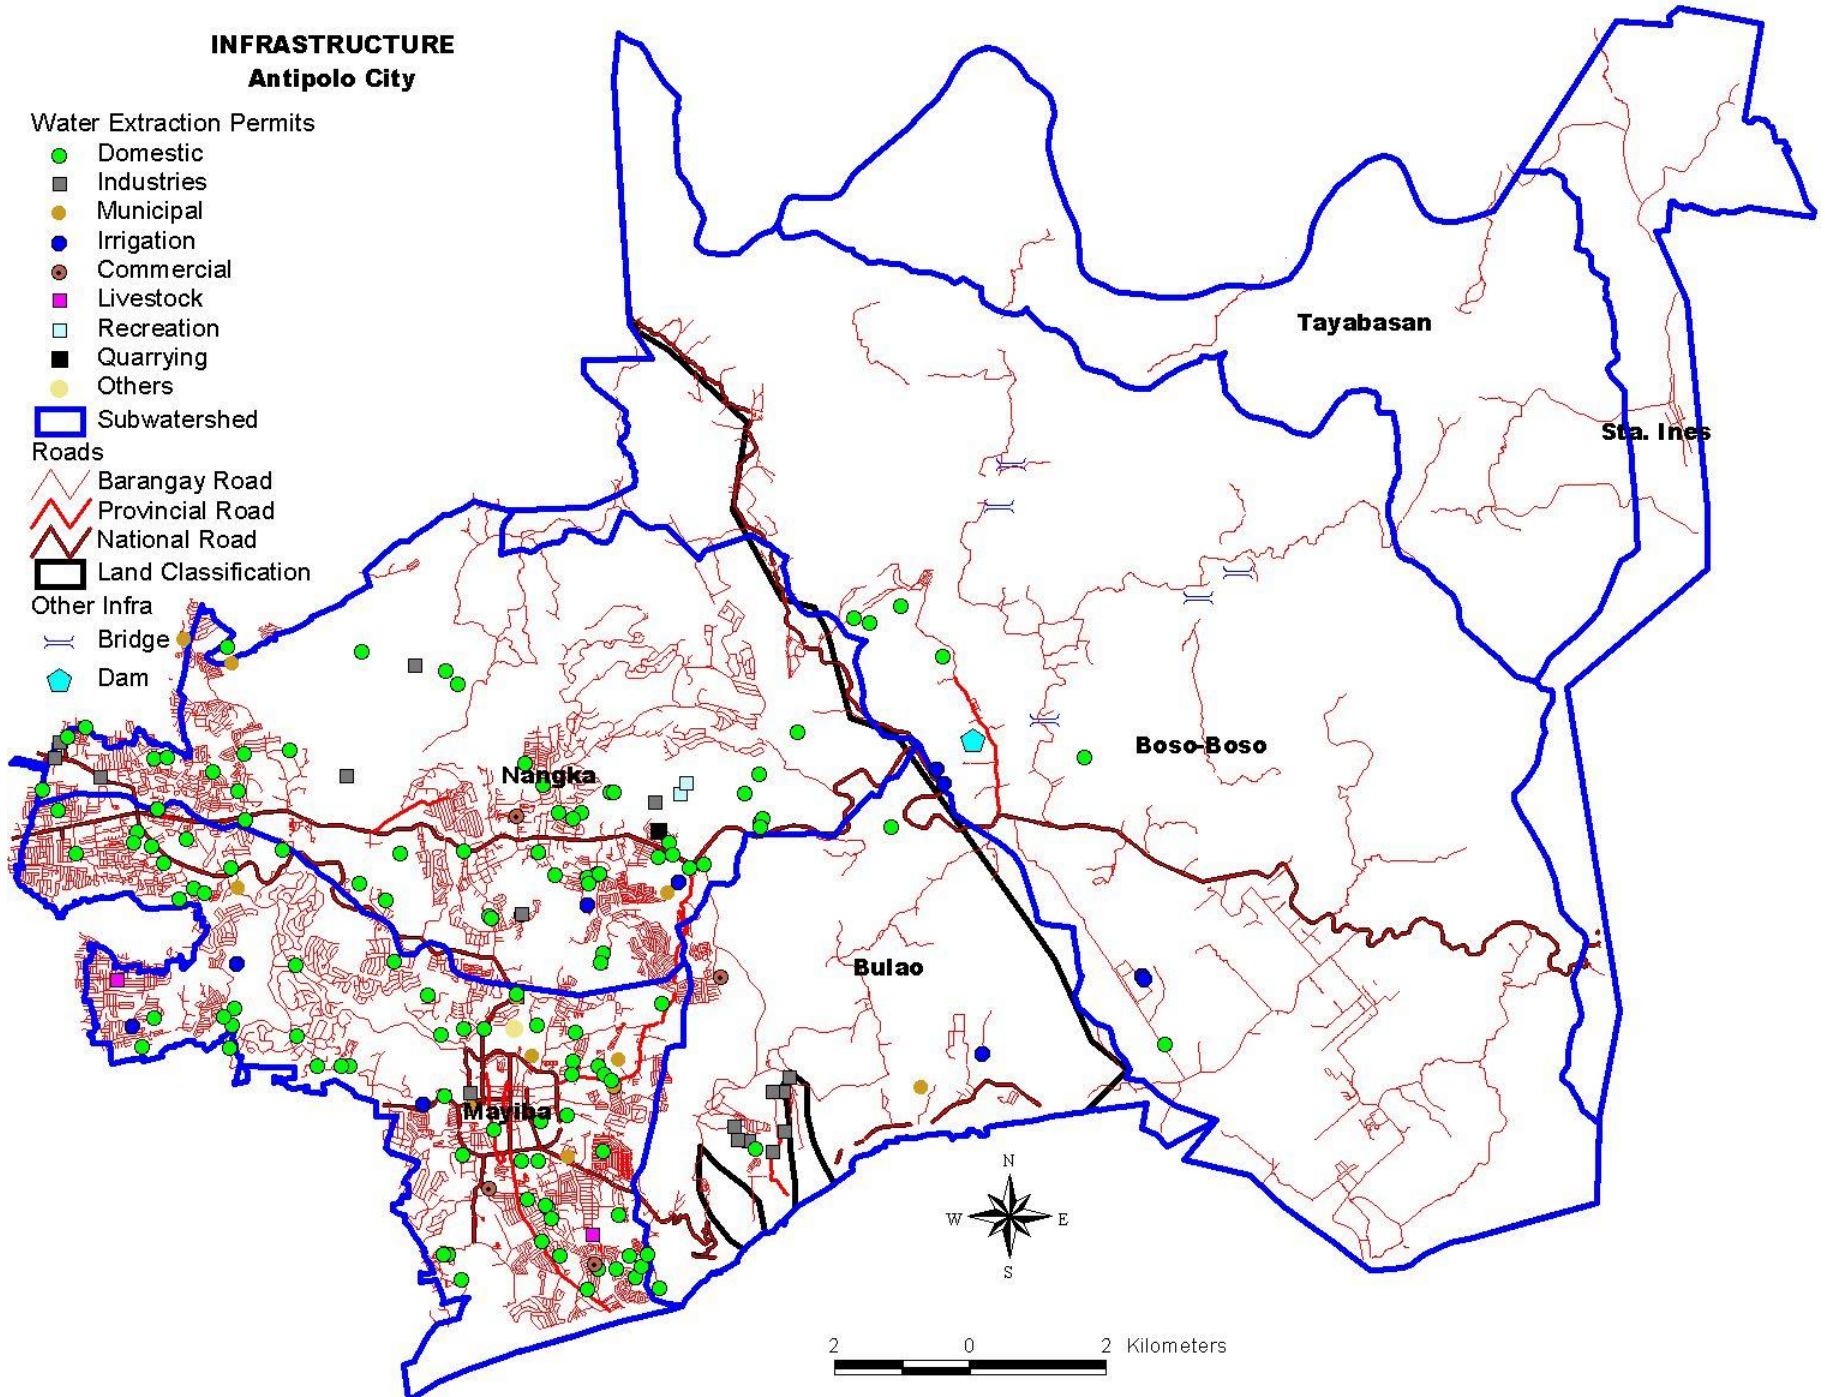 INFRASTRUCTURE
Antipolo City
Water Extraction Permits
Domestic
Industries
Municipal
Irrigation
Commercial
Livestock
Recreation
Quarrying
Others
Subwatershed
Roads
Barangay Road
Provincial Road
National Road
Land Classification
Other Infra
Bridge
Dam
Tayabasan
Sta. Ines
Boso-Boso
Nangka
Bulao
Mayiba
N
W E
S
2 0 2 Kilometers